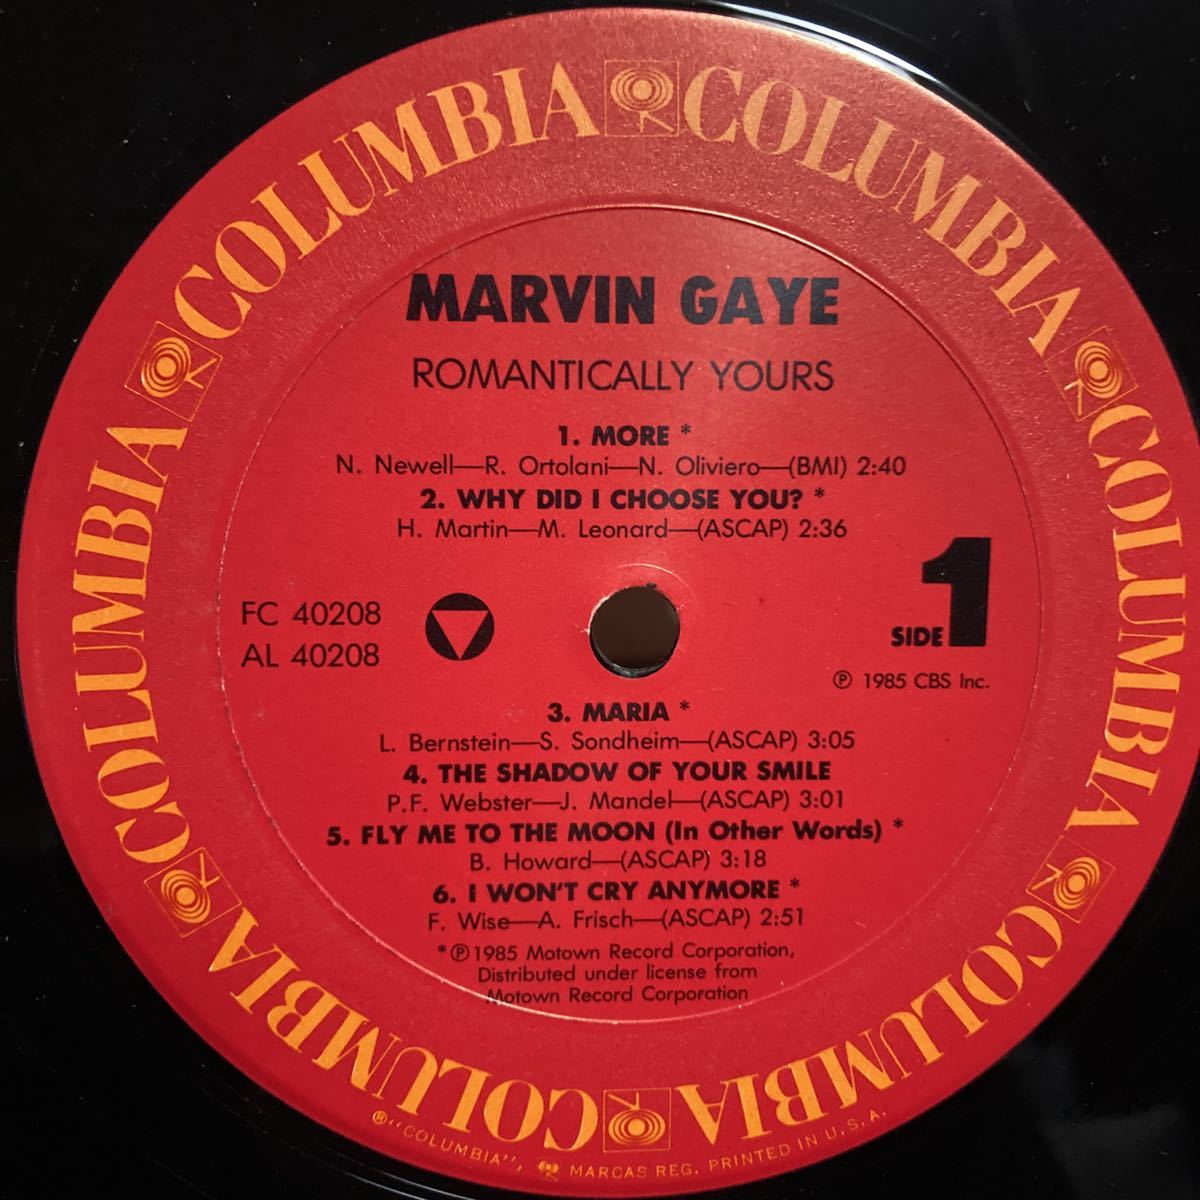 COLUMBIA COLUMBIA COLUMBIA COLUMBIA COLUMBIA COLUMBIA COLUMBIA COLUMBIA
MARVIN GAYE
ROMANTICALLY YOURS
1. MORE *
N. Newell—R. Ortolani—N. Oliviero—(BMI) 2:40
2. WHY DID I CHOOSE YOU? *
H. Martin—M. Leonard—(ASCAP) 2:36
FC 40208
AL 40208
SIDE 1
℗ 1985 CBS Inc.
3. MARIA *
L. Bernstein—S. Sondheim—(ASCAP) 3:05
4. THE SHADOW OF YOUR SMILE
P.F. Webster—J. Mandel—(ASCAP) 3:01
5. FLY ME TO THE MOON (In Other Words) *
B. Howard—(ASCAP) 3:18
6. I WON'T CRY ANYMORE *
F. Wise—A. Frisch—(ASCAP) 2:51
*℗1985 Motown Record Corporation,
Distributed under license from
Motown Record Corporation
®"COLUMBIA", MARCAS REG. PRINTED IN U.S.A.